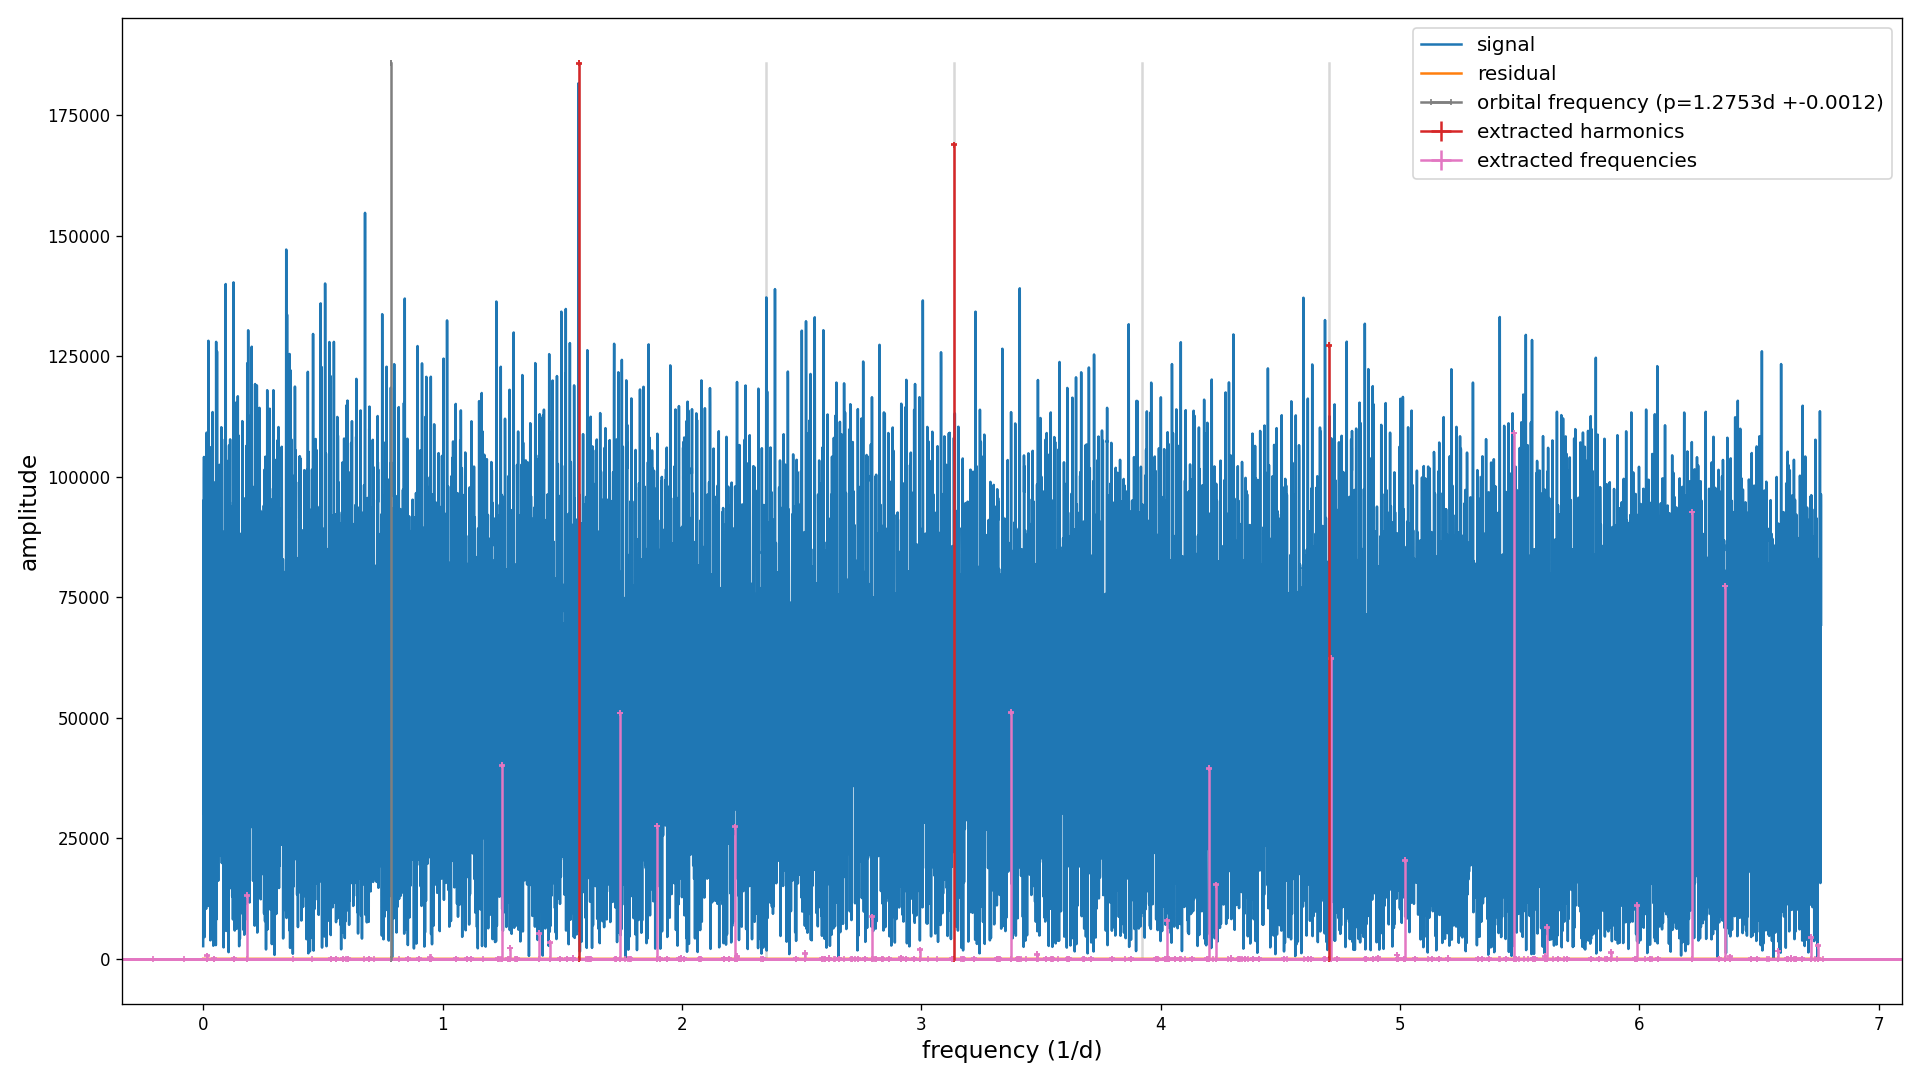 signal
residual
orbital frequency (p=1.2753d +-0.0012)
extracted harmonics
extracted frequencies
175000
150000
125000
100000
75000
50000
25000
0
amplitude
0 1 2 3 4 5 6 7
frequency (1/d)